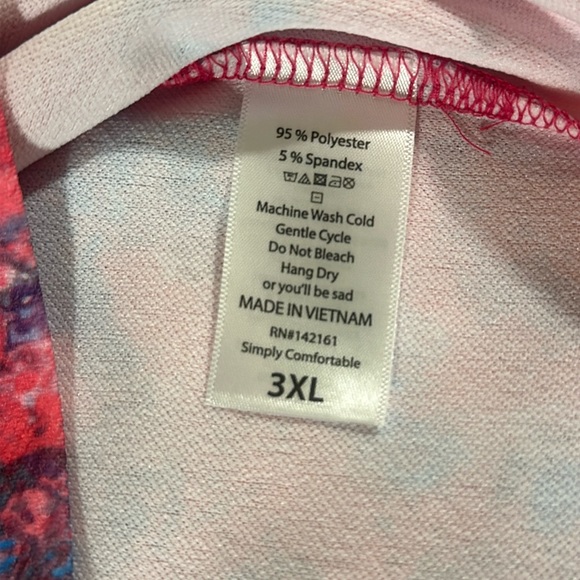 95 % Polyester
5 % Spandex
Machine Wash Cold
Gentle Cycle
Do Not Bleach
Hang Dry
or you'll be sad
MADE IN VIETNAM
RN#142161
Simply Comfortable
3XL